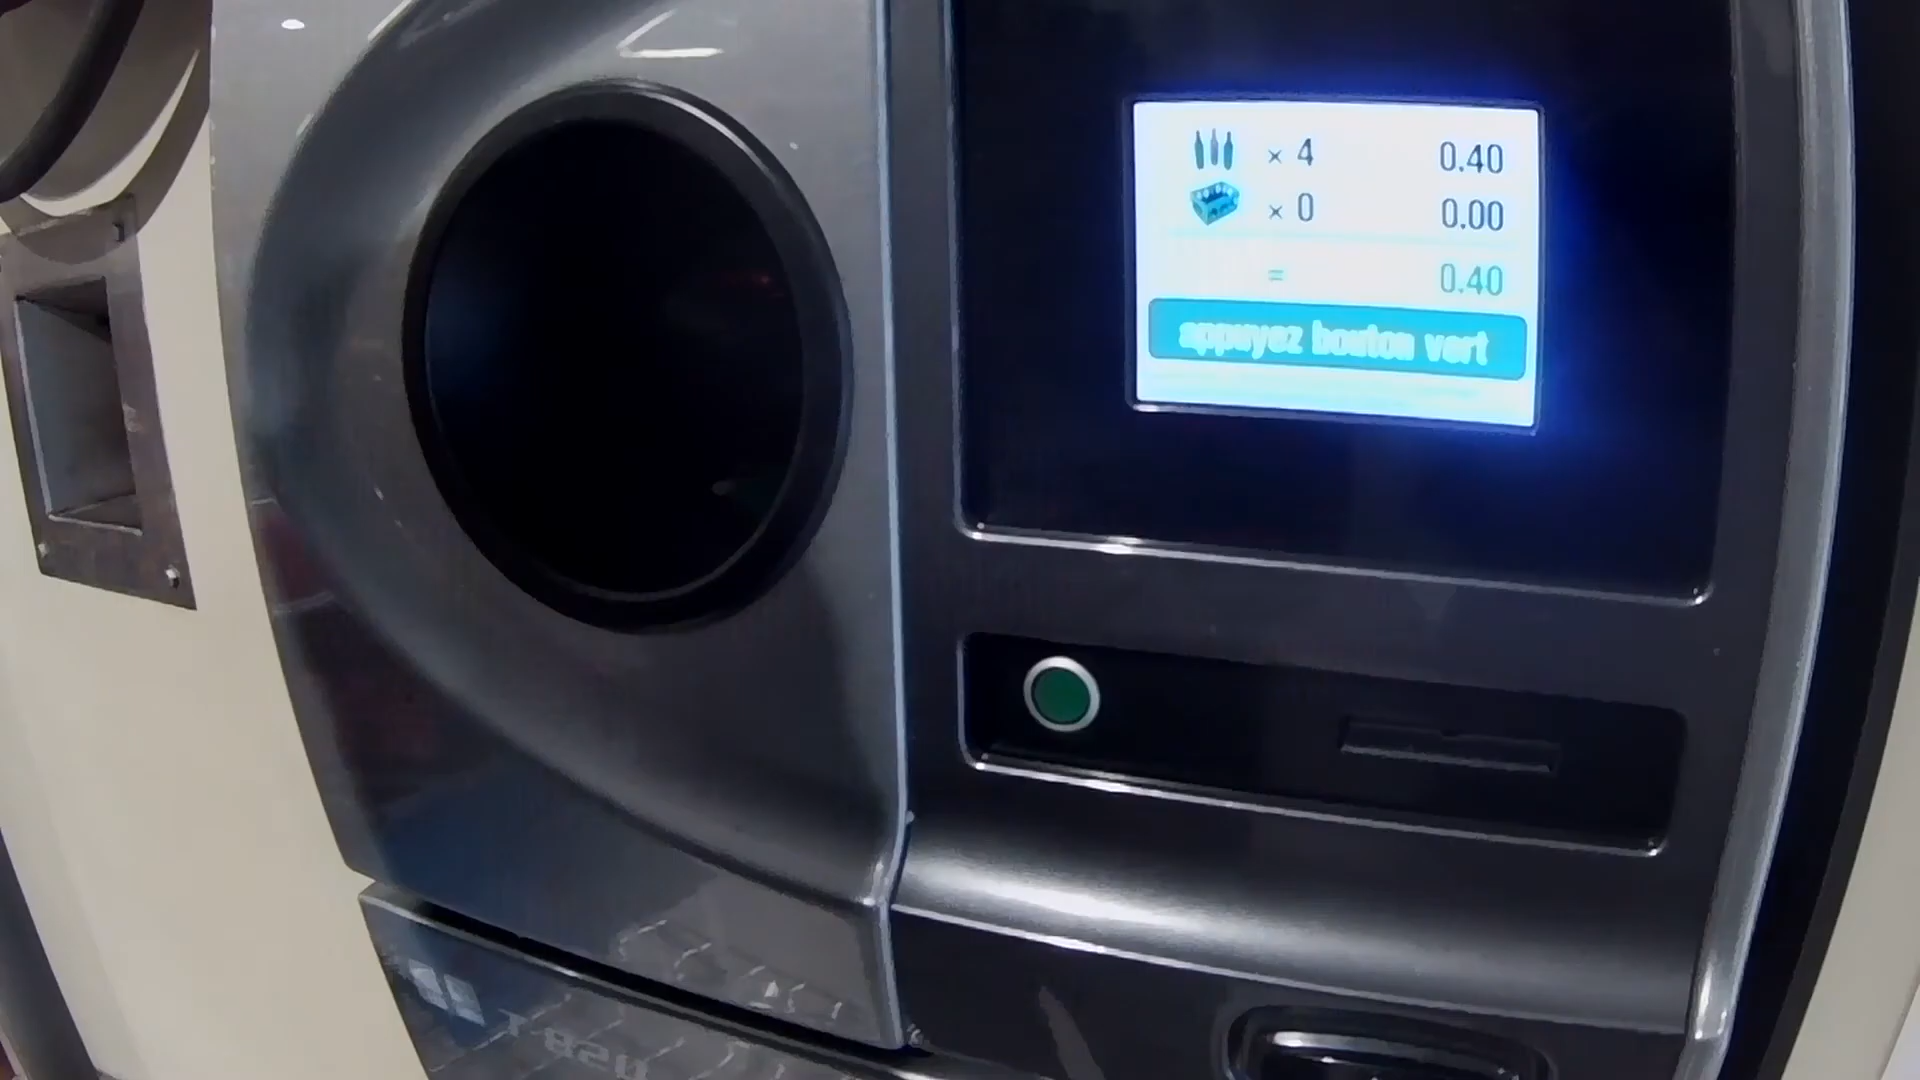 × 4 0.40
× 0 0.00
= 0.40
appuyez bouton vert